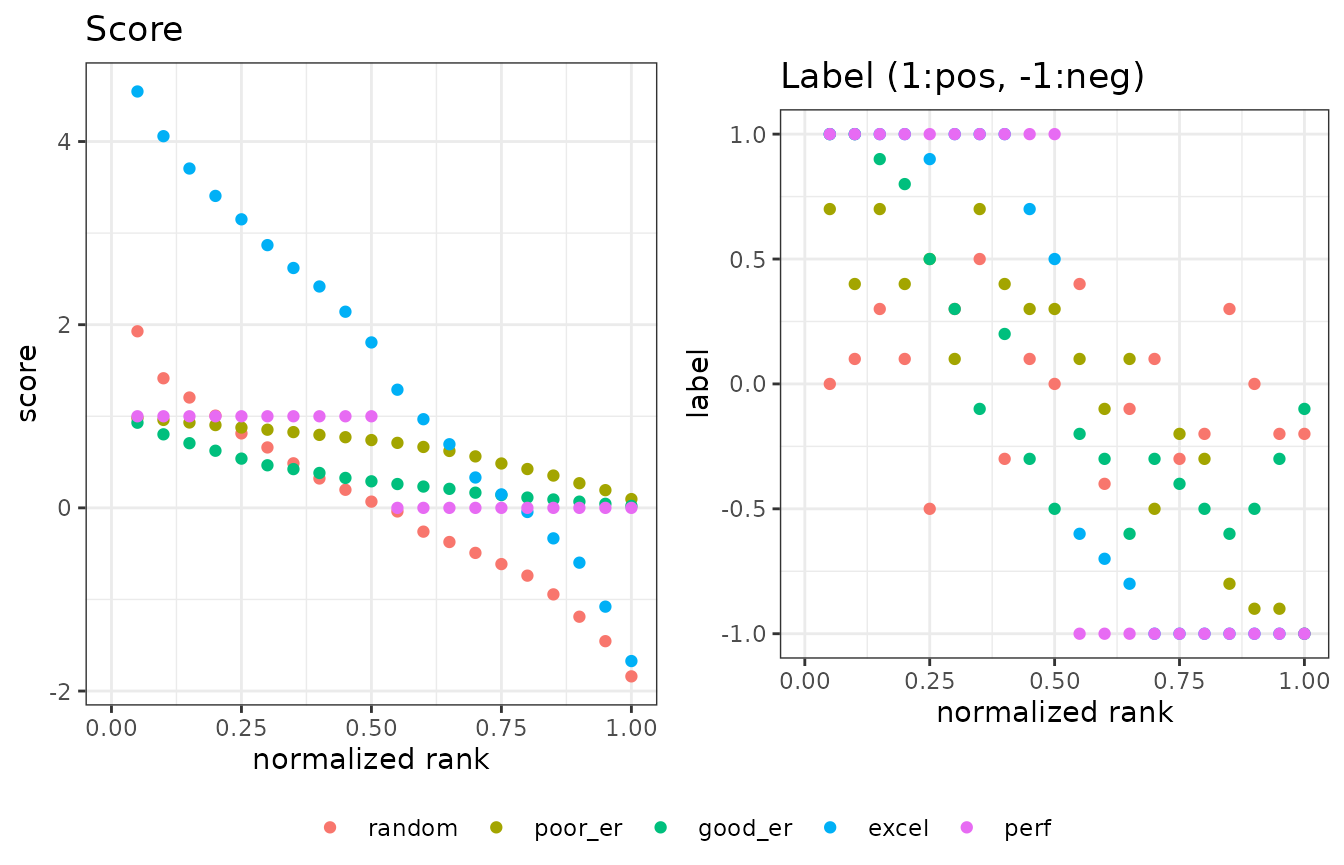 Score
4
2
0
-2
score
0.00 0.25 0.50 0.75 1.00
normalized rank
Label (1:pos, -1:neg)
1.0
0.5
0.0
-0.5
-1.0
label
0.00 0.25 0.50 0.75 1.00
normalized rank
random poor_er good_er excel perf